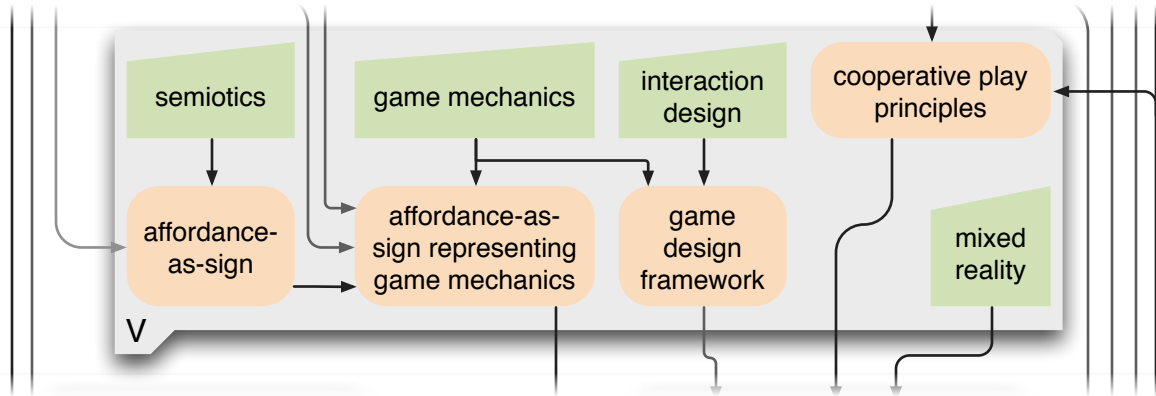 semiotics
game mechanics
interaction
design
cooperative play
principles
affordance-
as-sign
affordance-as-
sign representing
game mechanics
game
design
framework
mixed
reality
V